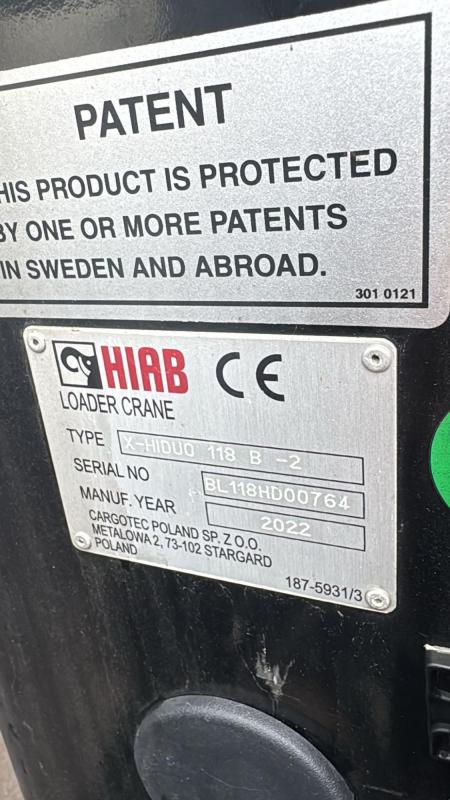 PATENT
HIS PRODUCT IS PROTECTED
BY ONE OR MORE PATENTS
IN SWEDEN AND ABROAD.
301 0121
HIAB CE
LOADER CRANE
TYPE X-HIDUO 118 B -2
SERIAL NO BL118HD00764
MANUF. YEAR 2022
CARGOTEC POLAND SP. Z O.O.
METALOWA 2, 73-102 STARGARD
POLAND
187-5931/3